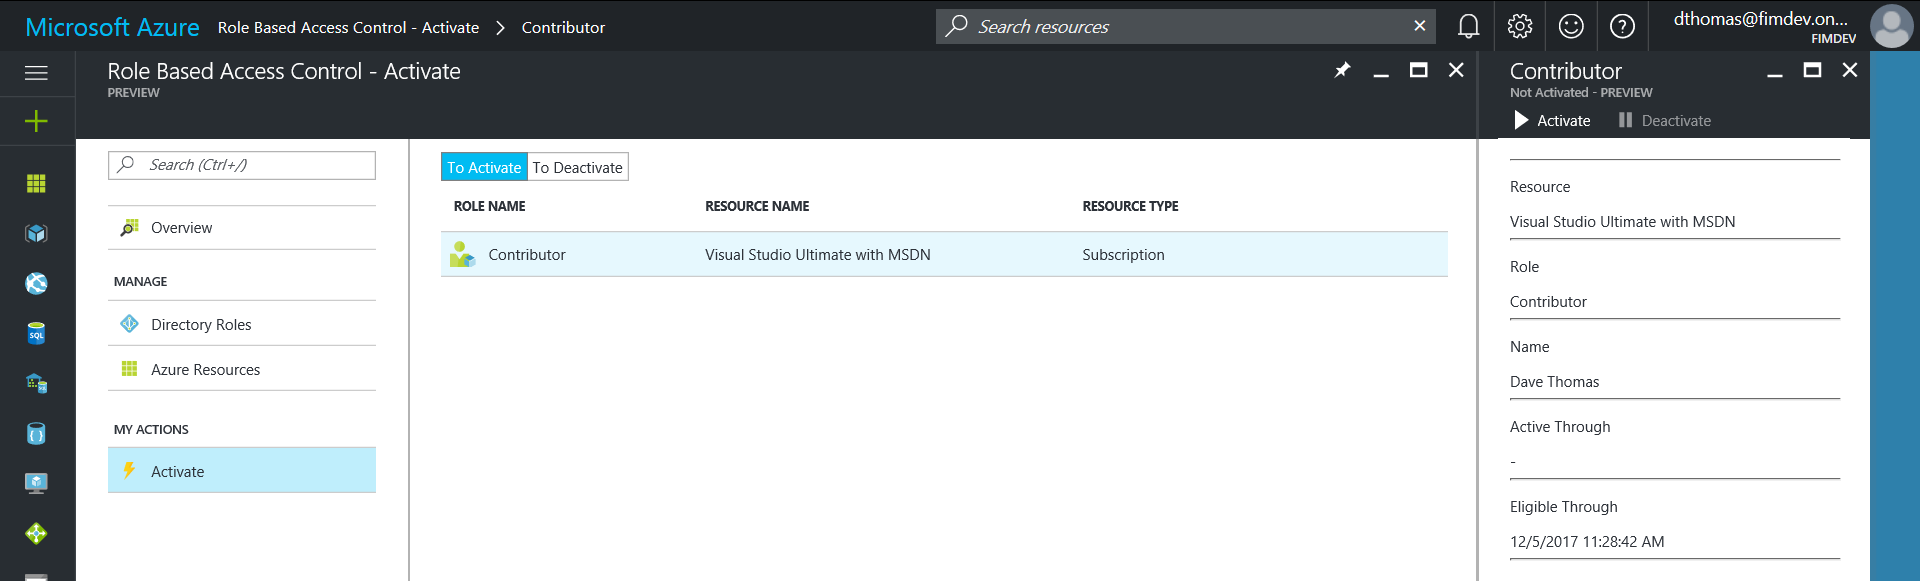 Microsoft Azure Role Based Access Control - Activate > Contributor
Search resources
dthomas@fimdev.on...
FIMDEV
Role Based Access Control - Activate
PREVIEW
Search (Ctrl+/)
Overview
MANAGE
Directory Roles
Azure Resources
MY ACTIONS
Activate
To Activate To Deactivate
ROLE NAME RESOURCE NAME RESOURCE TYPE
Contributor Visual Studio Ultimate with MSDN Subscription
Contributor
Not Activated - PREVIEW
Activate Deactivate
Resource
Visual Studio Ultimate with MSDN
Role
Contributor
Name
Dave Thomas
Active Through
-
Eligible Through
12/5/2017 11:28:42 AM
SQL